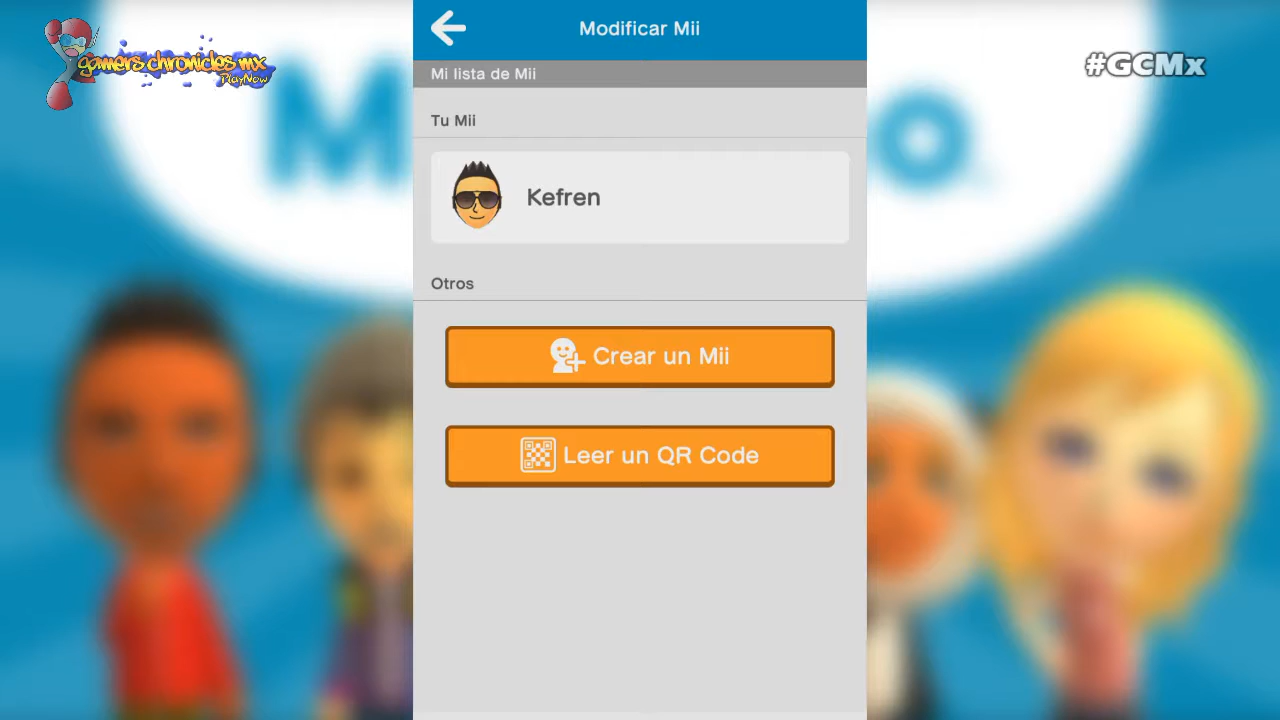 gamers chronicles mx
PlayNow
#GCMx
Modificar Mii
Mi lista de Mii
Tu Mii
Kefren
Otros
Crear un Mii
Leer un QR Code